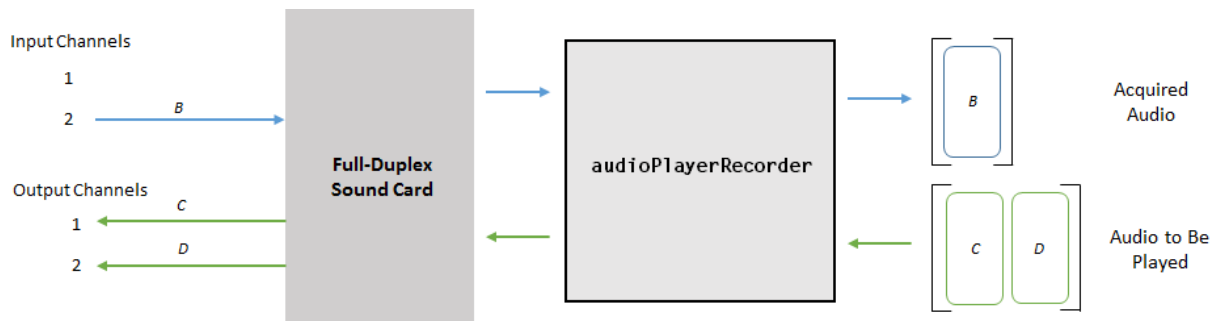 Input Channels
1
2
B
Output Channels
1
C
2
D
Full-Duplex
Sound Card
audioPlayerRecorder
B
Acquired
Audio
C D
Audio to Be
Played